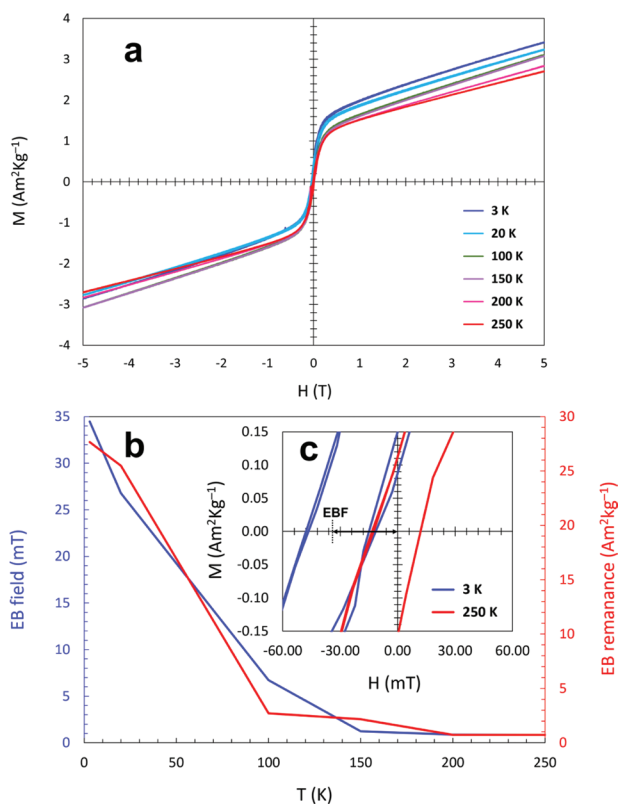 a
4
3
2
1
0
-1
-2
-3
-4
M (Am²Kg⁻¹)
-5
-4
-3
-2
-1
0
1
2
3
4
5
H (T)
3 K
20 K
100 K
150 K
200 K
250 K
b
35
30
25
20
15
10
5
0
EB field (mT)
30
25
20
15
10
5
0
EB remanance (Am²kg⁻¹)
0
50
100
150
200
250
T (K)
c
0.15
0.10
0.05
0.00
-0.05
-0.10
-0.15
M (Am²Kg⁻¹)
EBF
3 K
250 K
-60.00
-30.00
0.00
30.00
60.00
H (mT)